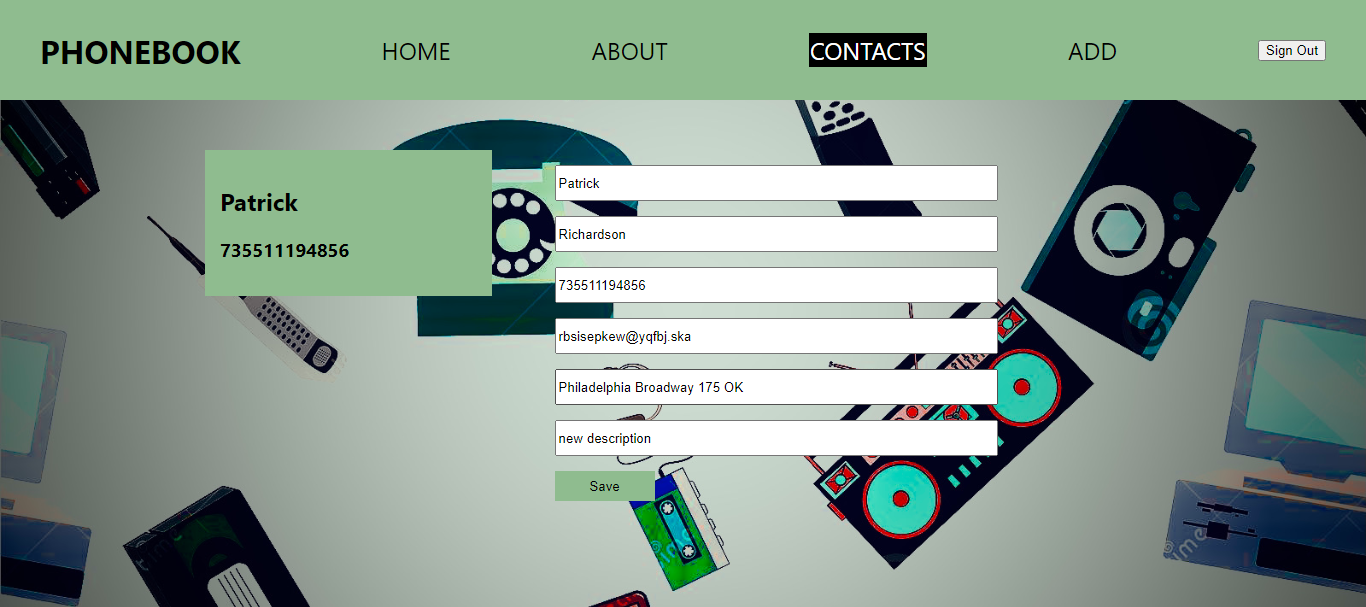 PHONEBOOK HOME ABOUT CONTACTS ADD Sign Out
Patrick
735511194856
Patrick
Richardson
735511194856
rbsisepkew@yqfbj.ska
Philadelphia Broadway 175 OK
new description
Save